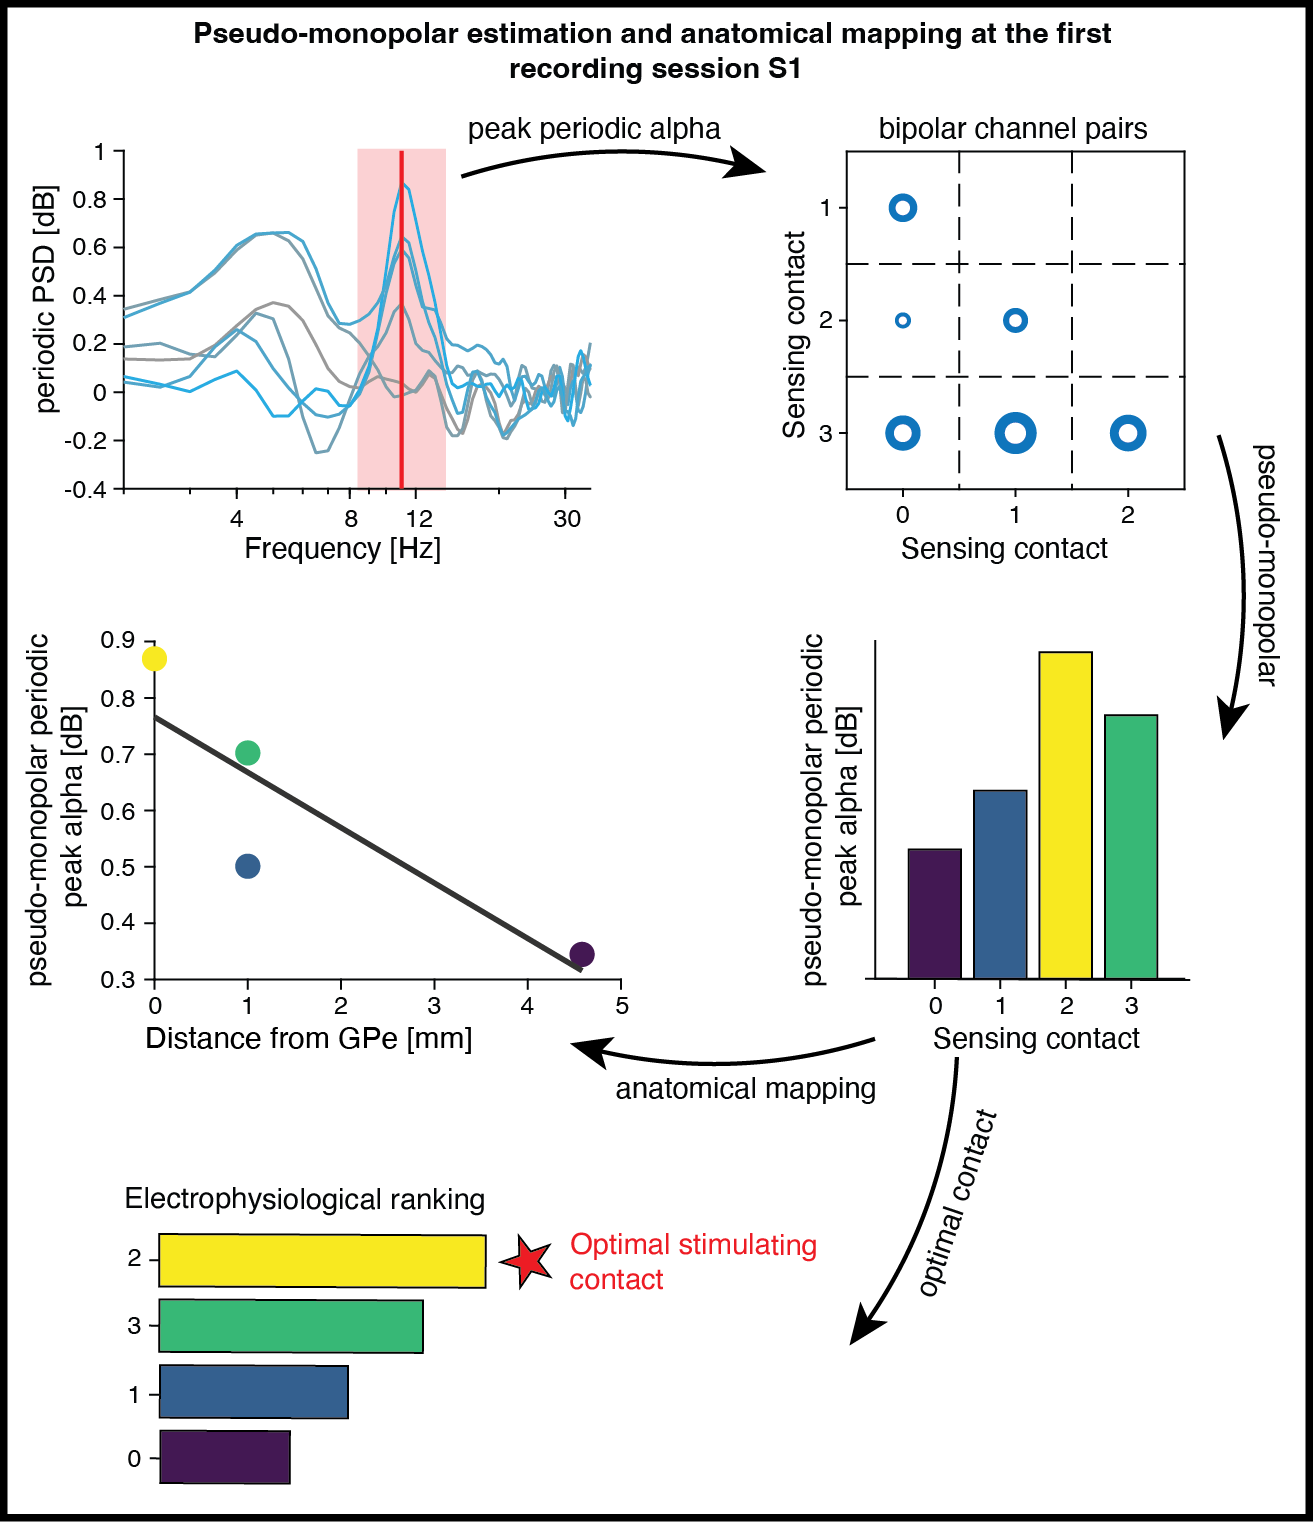 Pseudo-monopolar estimation and anatomical mapping at the first
recording session S1
peak periodic alpha
periodic PSD [dB]
1
0.8
0.6
0.4
0.2
0
-0.2
-0.4
4
8
12
30
Frequency [Hz]
bipolar channel pairs
Sensing contact
1
2
3
0
1
2
Sensing contact
pseudo-monopolar
pseudo-monopolar periodic
peak alpha [dB]
0.9
0.8
0.7
0.6
0.5
0.4
0.3
0
1
2
3
4
5
Distance from GPe [mm]
pseudo-monopolar periodic
peak alpha [dB]
0
1
2
3
Sensing contact
anatomical mapping
optimal contact
Electrophysiological ranking
2
3
1
0
Optimal stimulating
contact